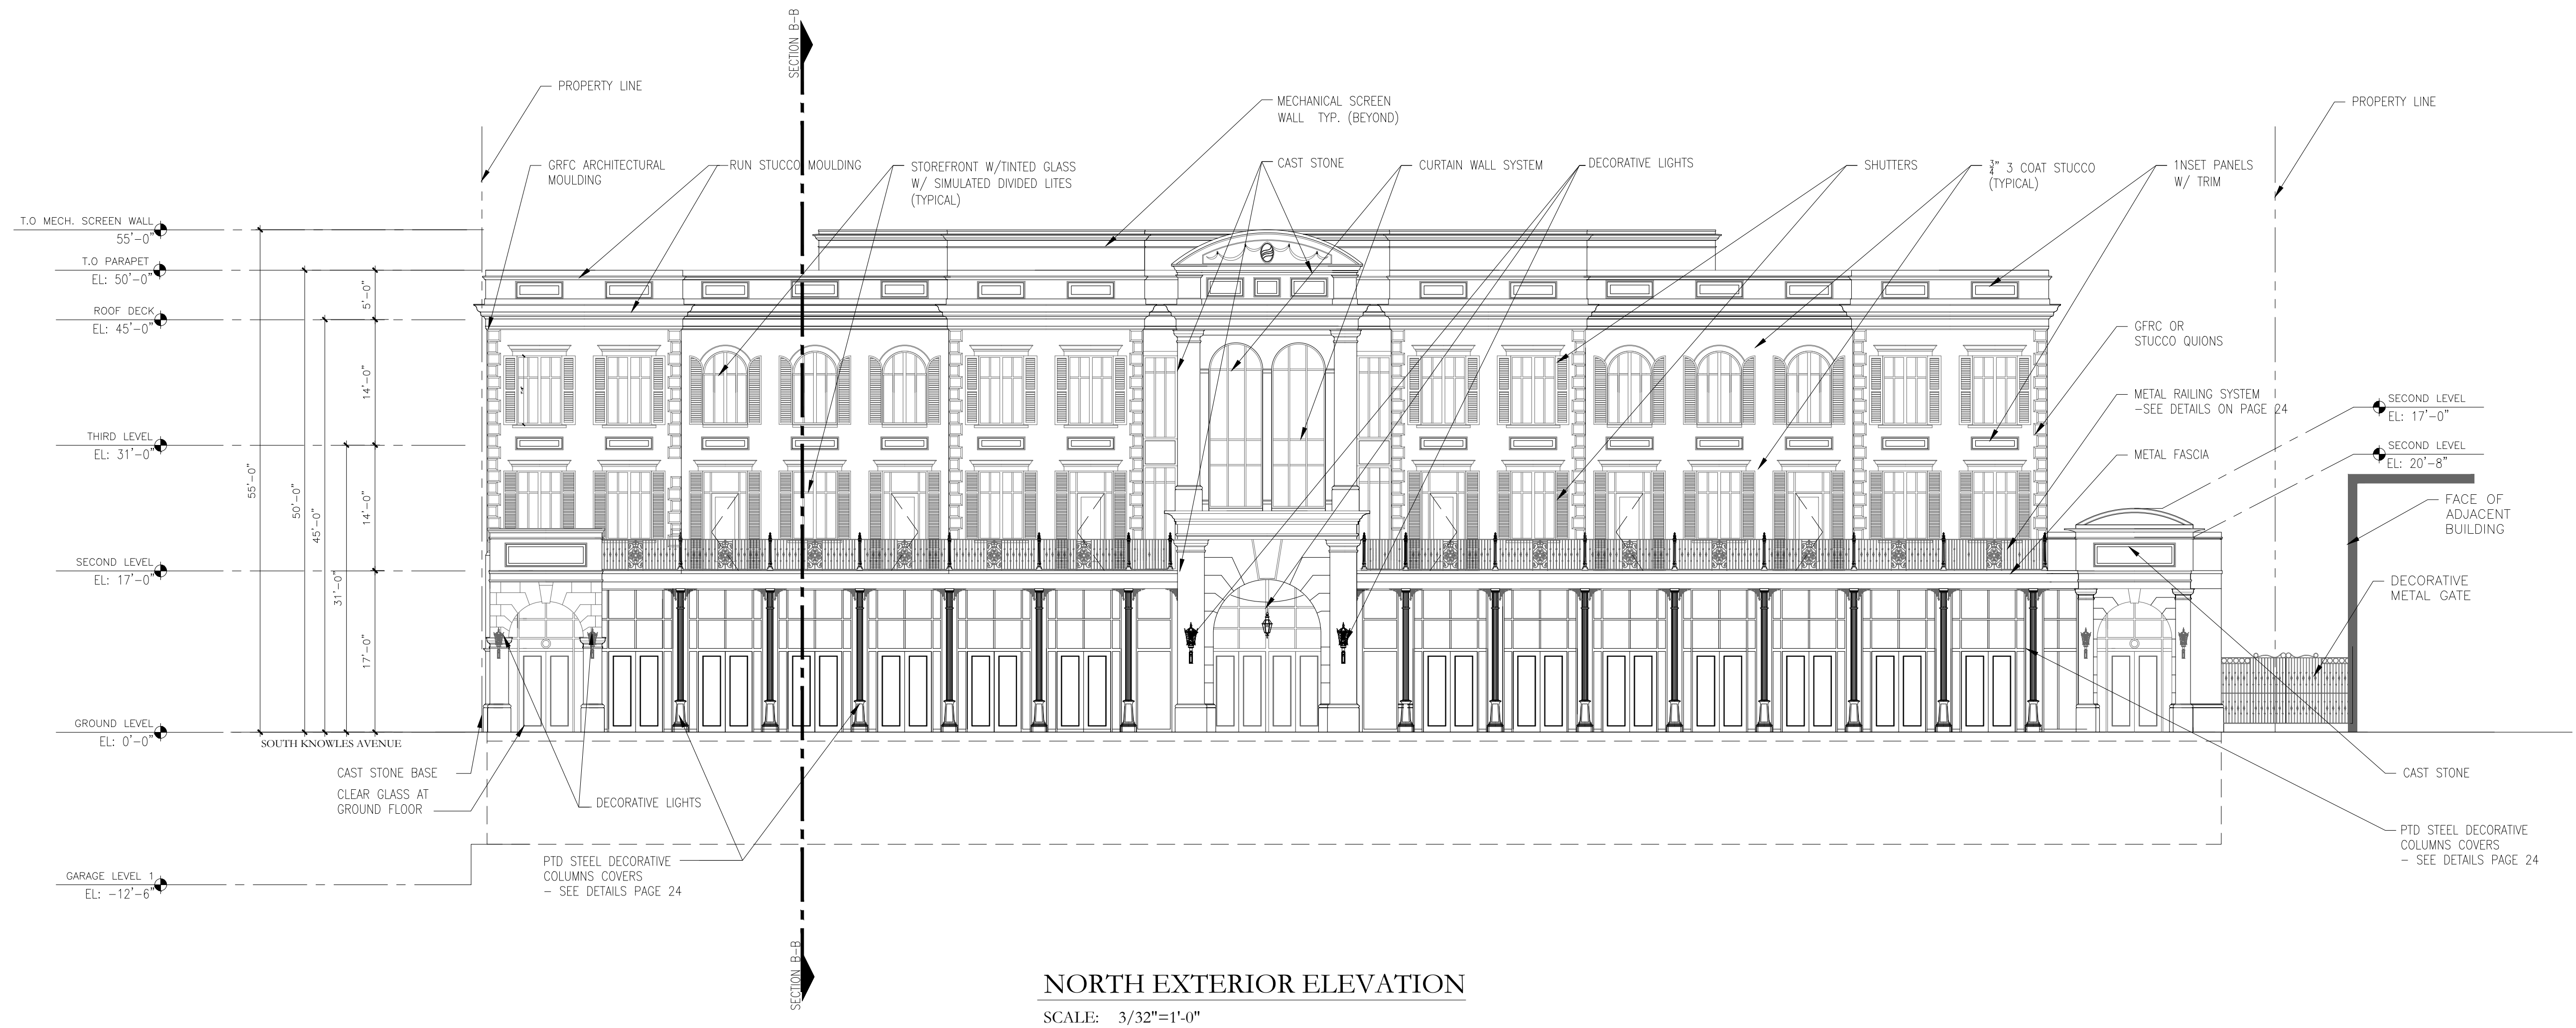 SECTION B-B
PROPERTY LINE
MECHANICAL SCREEN
WALL TYP. (BEYOND)
PROPERTY LINE
GRFC ARCHITECTURAL
MOULDING
RUN STUCCO MOULDING
STOREFRONT W/TINTED GLASS
W/ SIMULATED DIVIDED LITES
(TYPICAL)
CAST STONE
CURTAIN WALL SYSTEM
DECORATIVE LIGHTS
SHUTTERS
3/4" 3 COAT STUCCO
(TYPICAL)
1NSET PANELS
W/ TRIM
T.O MECH. SCREEN WALL
55'-0"
T.O PARAPET
EL: 50'-0"
ROOF DECK
EL: 45'-0"
THIRD LEVEL
EL: 31'-0"
SECOND LEVEL
EL: 17'-0"
GROUND LEVEL
EL: 0'-0"
GARAGE LEVEL 1
EL: -12'-6"
55'-0"
50'-0"
45'-0"
31'-0"
5'-0"
14'-0"
14'-0"
17'-0"
GFRC OR
STUCCO QUIONS
METAL RAILING SYSTEM
-SEE DETAILS ON PAGE 24
METAL FASCIA
SECOND LEVEL
EL: 17'-0"
SECOND LEVEL
EL: 20'-8"
FACE OF
ADJACENT
BUILDING
DECORATIVE
METAL GATE
SOUTH KNOWLES AVENUE
CAST STONE BASE
CLEAR GLASS AT
GROUND FLOOR
DECORATIVE LIGHTS
PTD STEEL DECORATIVE
COLUMNS COVERS
- SEE DETAILS PAGE 24
CAST STONE
PTD STEEL DECORATIVE
COLUMNS COVERS
- SEE DETAILS PAGE 24
SECTION B-B
NORTH EXTERIOR ELEVATION
SCALE: 3/32"=1'-0"